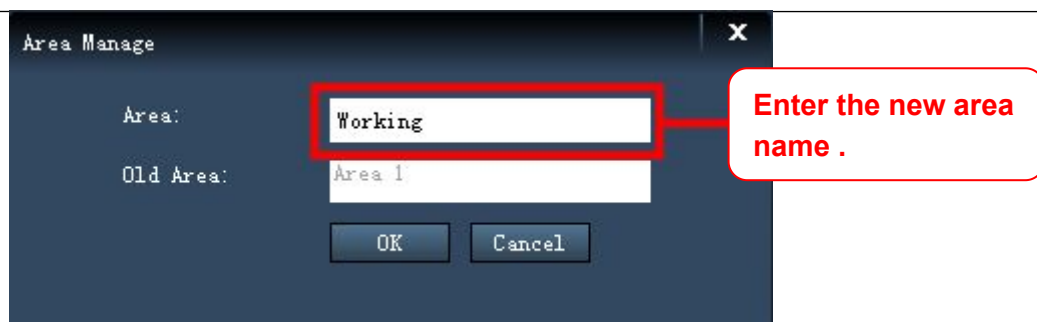 Area Manage
X
Area:
Working
Enter the new area
name .
Old Area:
Area 1
OK
Cancel